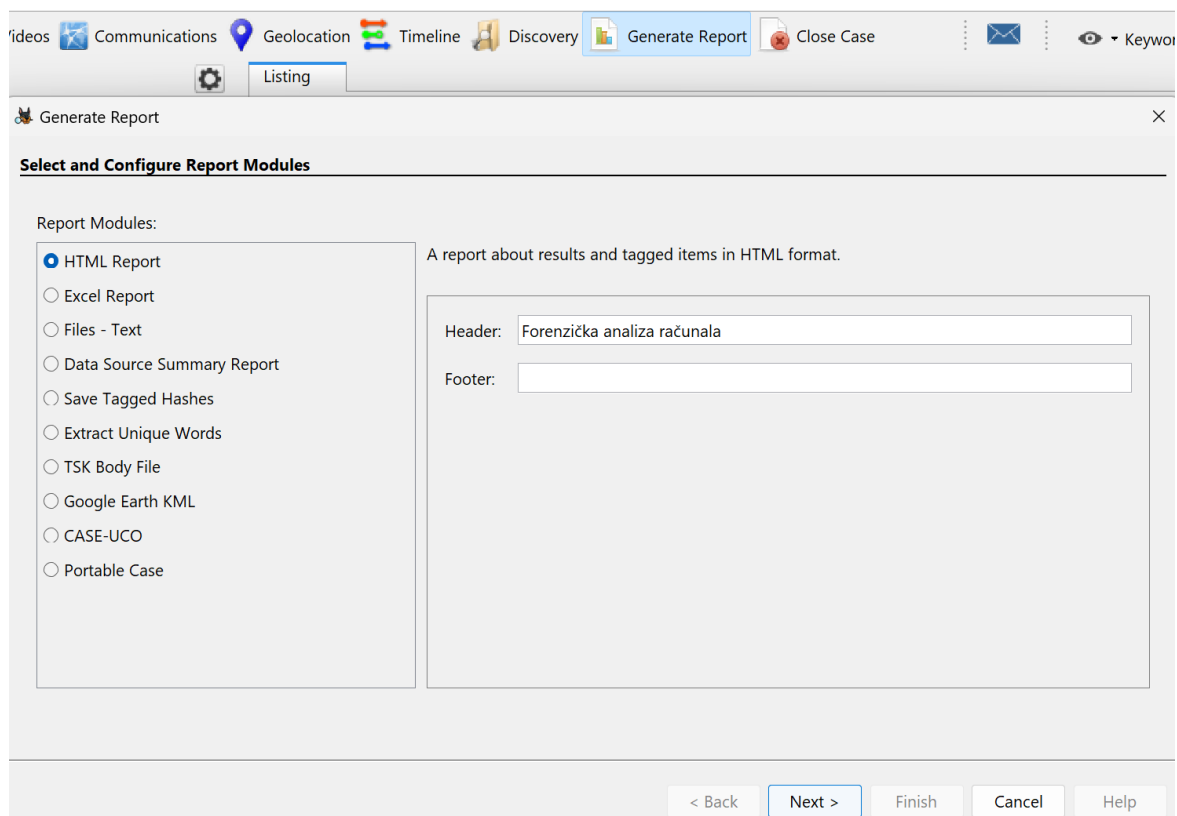 ideos Communications Geolocation Timeline Discovery Generate Report Close Case Keywor
Listing
Generate Report
Select and Configure Report Modules
Report Modules:
HTML Report
Excel Report
Files - Text
Data Source Summary Report
Save Tagged Hashes
Extract Unique Words
TSK Body File
Google Earth KML
CASE-UCO
Portable Case
A report about results and tagged items in HTML format.
Header: Forenzička analiza računala
Footer:
< Back Next > Finish Cancel Help